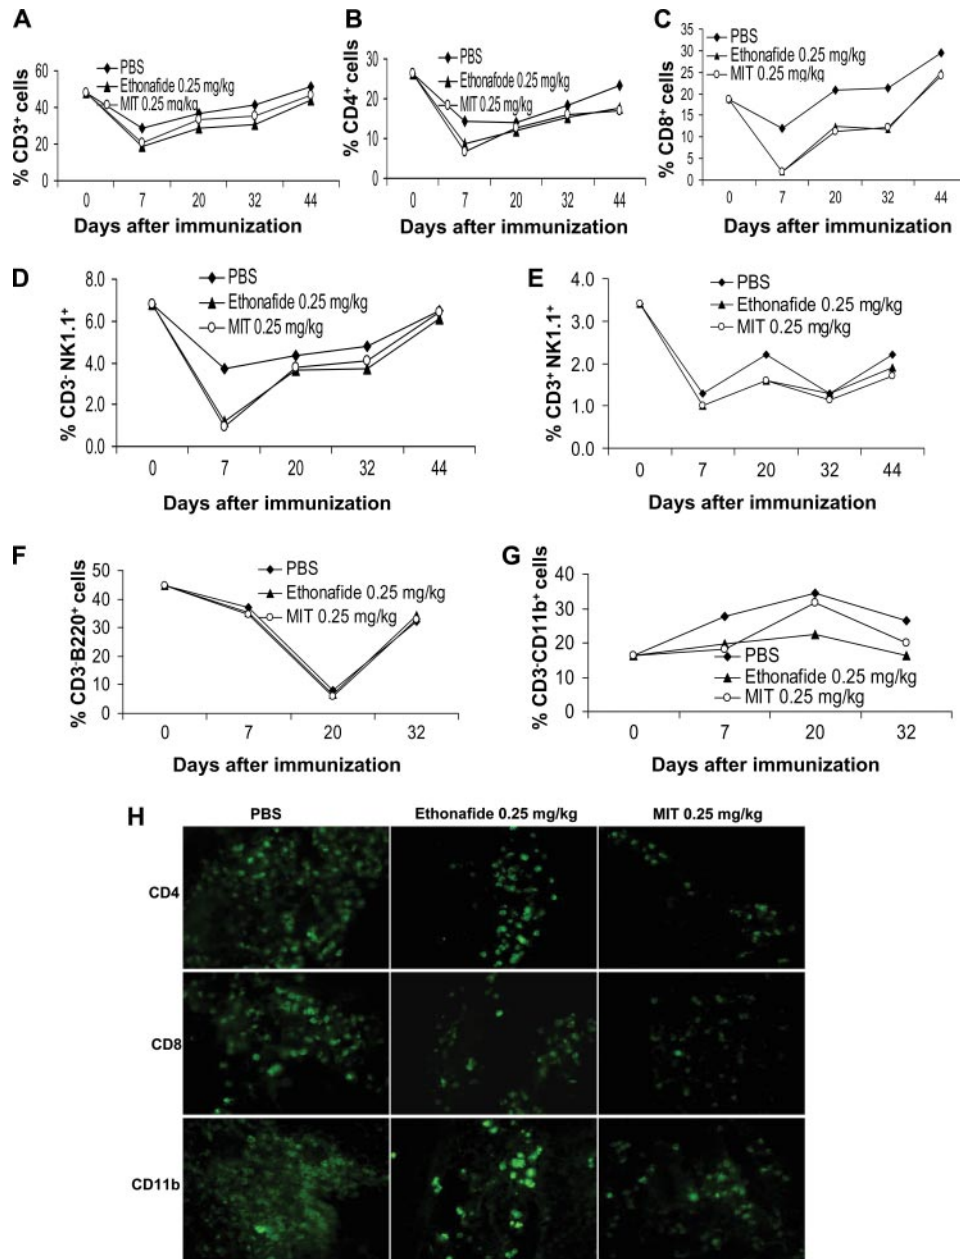 A
% CD3⁺ cells
60
40
20
0
PBS
Ethonafide 0.25 mg/kg
MIT 0.25 mg/kg
0 7 20 32 44
Days after immunization
B
% CD4⁺ cells
30
20
10
0
PBS
Ethonafode 0.25 mg/kg
MIT 0.25 mg/kg
0 7 20 32 44
Days after immunization
C
% CD8⁺ cells
35
30
25
20
15
10
5
0
PBS
Ethonafide 0.25 mg/kg
MIT 0.25 mg/kg
0 7 20 32 44
Days after immunization
D
% CD3⁻ NK1.1⁺
8.0
6.0
4.0
2.0
0.0
PBS
Ethonafide 0.25 mg/kg
MIT 0.25 mg/kg
0 7 20 32 44
Days after immunization
E
% CD3⁺ NK1.1⁺
4.0
3.0
2.0
1.0
0.0
PBS
Ethonafide 0.25 mg/kg
MIT 0.25 mg/kg
0 7 20 32 44
Days after immunization
F
% CD3⁻B220⁺ cells
50
40
30
20
10
0
PBS
Ethonafide 0.25 mg/kg
MIT 0.25 mg/kg
0 7 20 32
Days after immunization
G
% CD3⁻CD11b⁺ cells
40
30
20
10
0
PBS
Ethonafide 0.25 mg/kg
MIT 0.25 mg/kg
0 7 20 32
Days after immunization
H
PBS Ethonafide 0.25 mg/kg MIT 0.25 mg/kg
CD4
CD8
CD11b